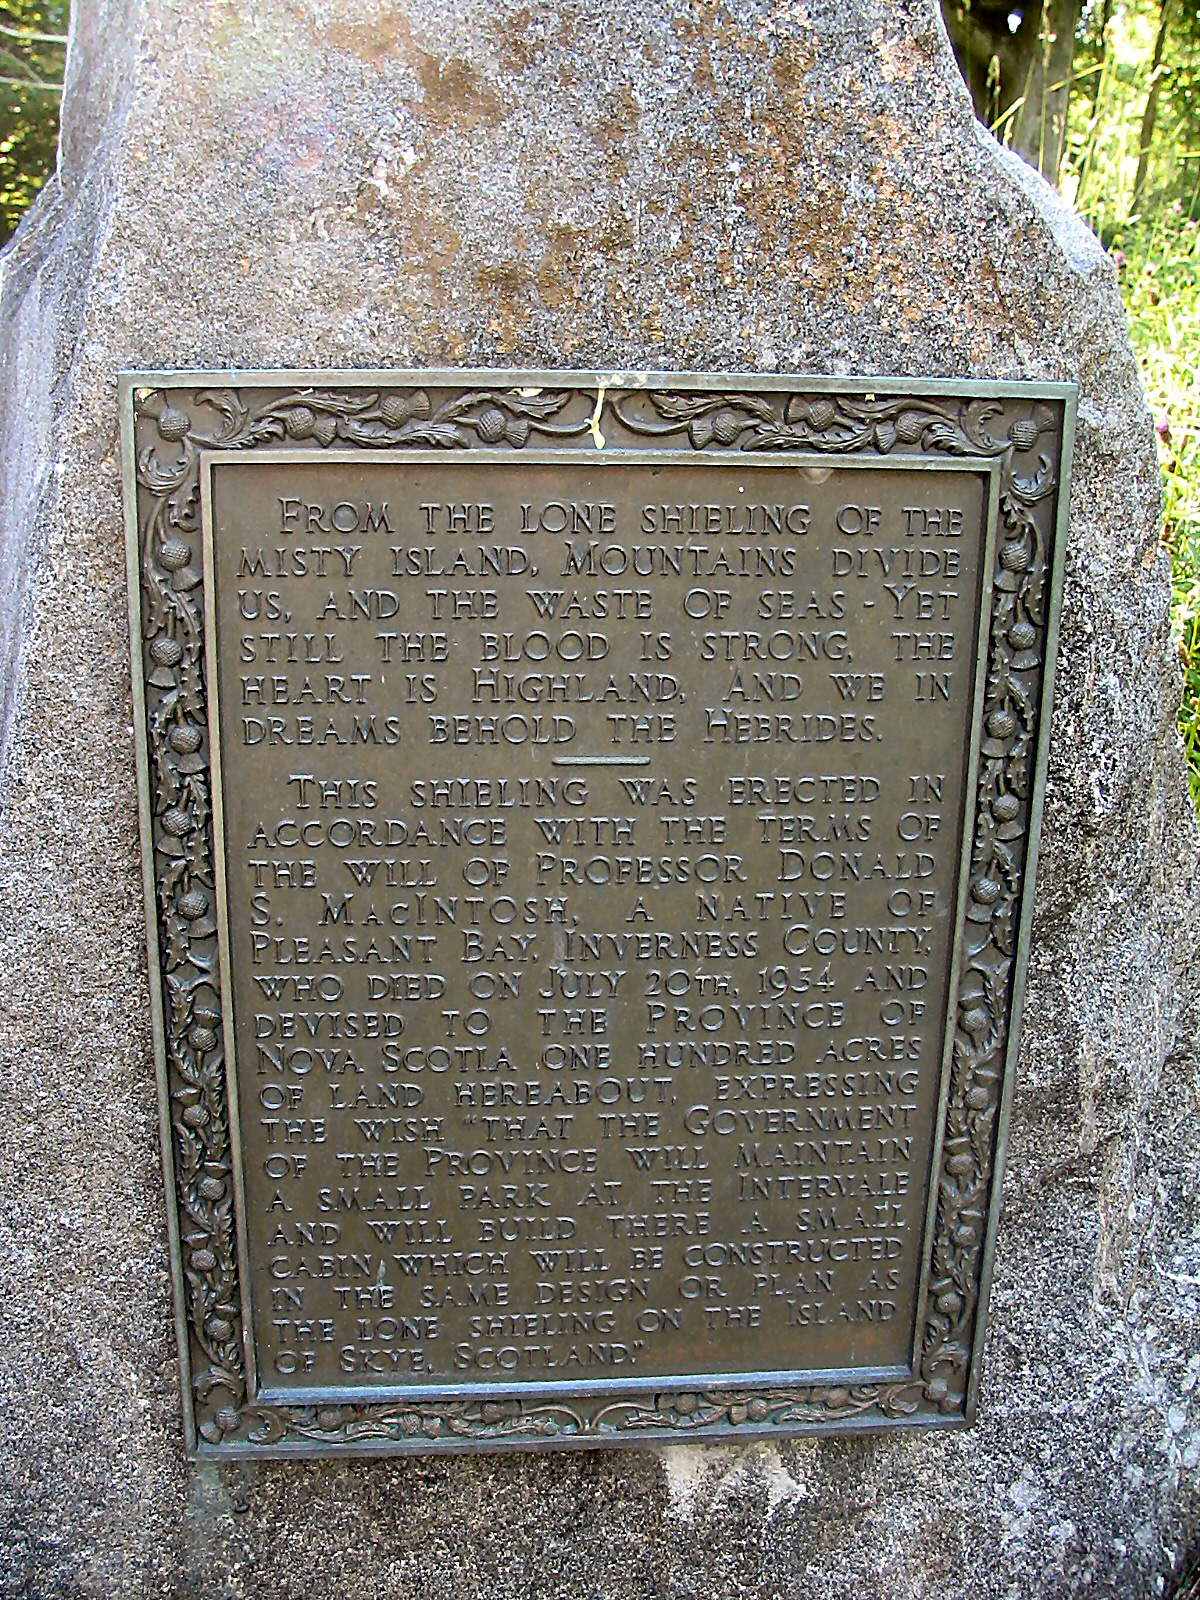 FROM THE LONE SHIELING OF THE
MISTY ISLAND, MOUNTAINS DIVIDE
US, AND THE WASTE OF SEAS - YET
STILL THE BLOOD IS STRONG, THE
HEART IS HIGHLAND, AND WE IN
DREAMS BEHOLD THE HEBRIDES.
THIS SHIELING WAS ERECTED IN
ACCORDANCE WITH THE TERMS OF
THE WILL OF PROFESSOR DONALD
S. MACINTOSH, A NATIVE OF
PLEASANT BAY, INVERNESS COUNTY,
WHO DIED ON JULY 20TH, 1934 AND
DEVISED TO THE PROVINCE OF
NOVA SCOTIA ONE HUNDRED ACRES
OF LAND HEREABOUT, EXPRESSING
THE WISH "THAT THE GOVERNMENT
OF THE PROVINCE WILL MAINTAIN
A SMALL PARK AT THE INTERVALE
AND WILL BUILD THERE A SMALL
CABIN WHICH WILL BE CONSTRUCTED
IN THE SAME DESIGN OR PLAN AS
THE LONE SHIELING ON THE ISLAND
OF SKYE, SCOTLAND."